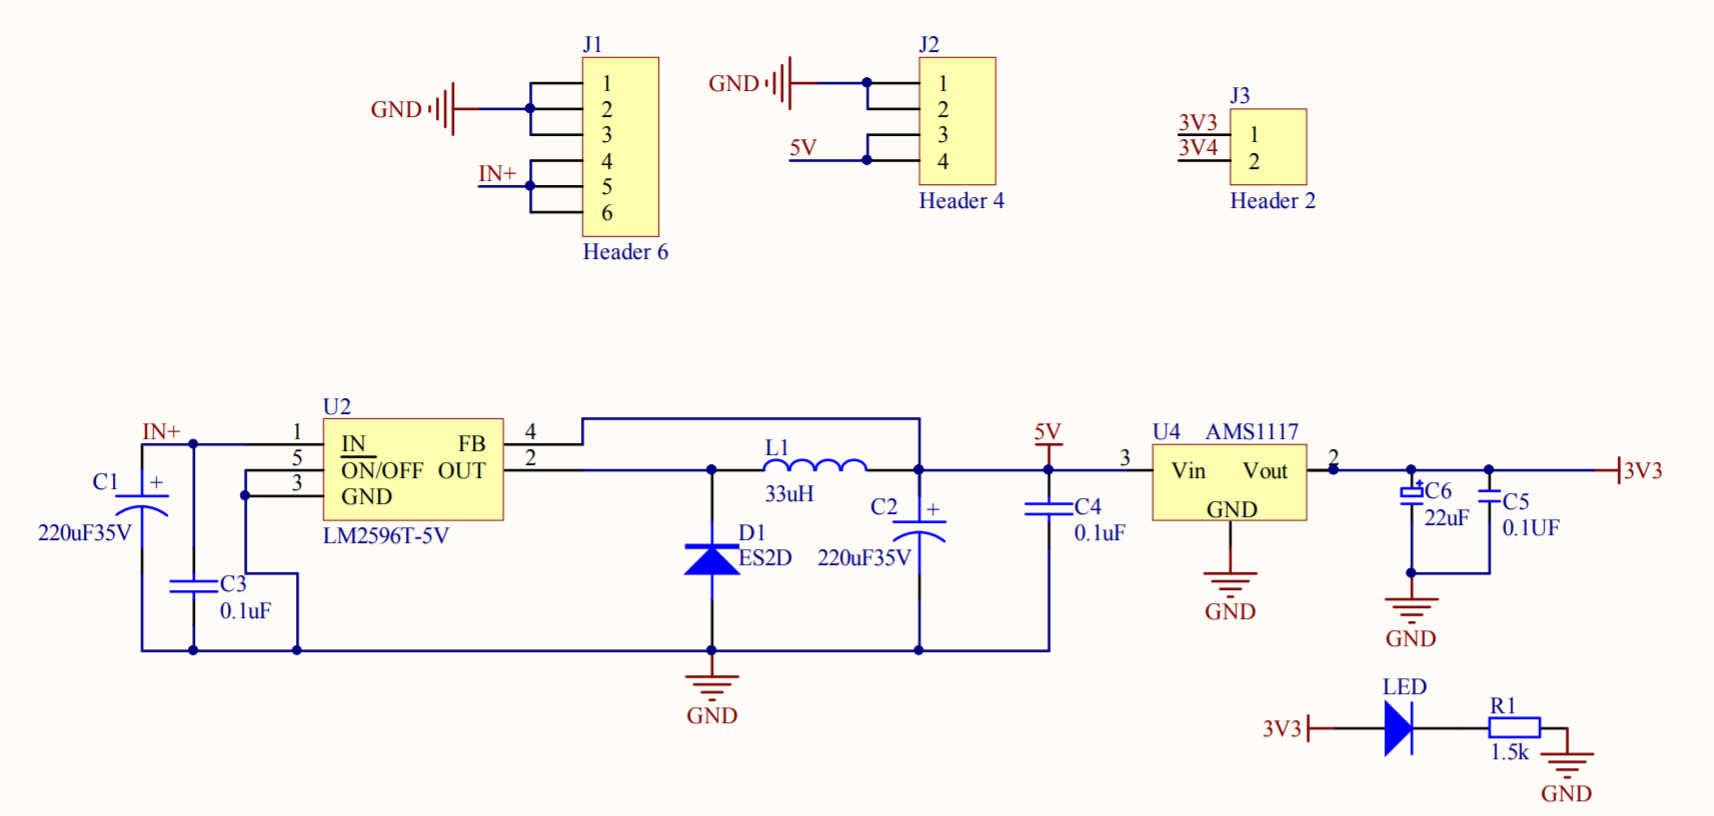 J1
GND
1
2
3
IN+
4
5
6
Header 6
J2
GND
1
2
5V
3
4
Header 4
J3
3V3
1
3V4
2
Header 2
U2
IN+
1
IN
FB
4
5
ON/OFF
OUT
2
3
GND
LM2596T-5V
C1
+
220uF35V
C3
0.1uF
L1
33uH
D1
ES2D
C2
+
220uF35V
GND
5V
C4
0.1uF
U4
AMS1117
3
Vin
Vout
2
GND
GND
3V3
+
C6
22uF
C5
0.1UF
GND
LED
3V3
R1
1.5k
GND